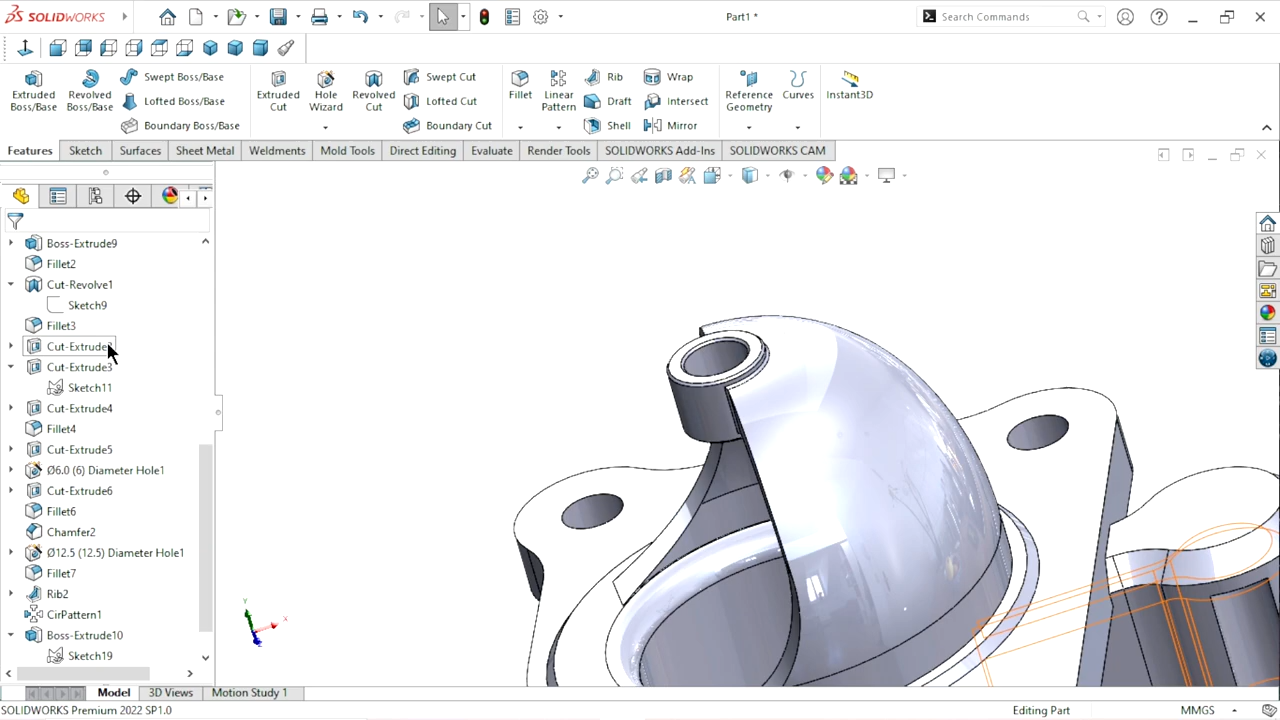 SOLIDWORKS
Part1 *
Search Commands
Extruded Boss/Base
Revolved Boss/Base
Swept Boss/Base
Lofted Boss/Base
Boundary Boss/Base
Extruded Cut
Hole Wizard
Revolved Cut
Swept Cut
Lofted Cut
Boundary Cut
Fillet
Linear Pattern
Rib
Draft
Shell
Wrap
Intersect
Mirror
Reference Geometry
Curves
Instant3D
Features
Sketch
Surfaces
Sheet Metal
Weldments
Mold Tools
Direct Editing
Evaluate
Render Tools
SOLIDWORKS Add-Ins
SOLIDWORKS CAM
Boss-Extrude9
Fillet2
Cut-Revolve1
Sketch9
Fillet3
Cut-Extrude
Cut-Extrude3
Sketch11
Cut-Extrude4
Fillet4
Cut-Extrude5
Ø6.0 (6) Diameter Hole1
Cut-Extrude6
Fillet6
Chamfer2
Ø12.5 (12.5) Diameter Hole1
Fillet7
Rib2
CirPattern1
Boss-Extrude10
Sketch19
Y
X
Z
Model
3D Views
Motion Study 1
SOLIDWORKS Premium 2022 SP1.0
Editing Part
MMGS